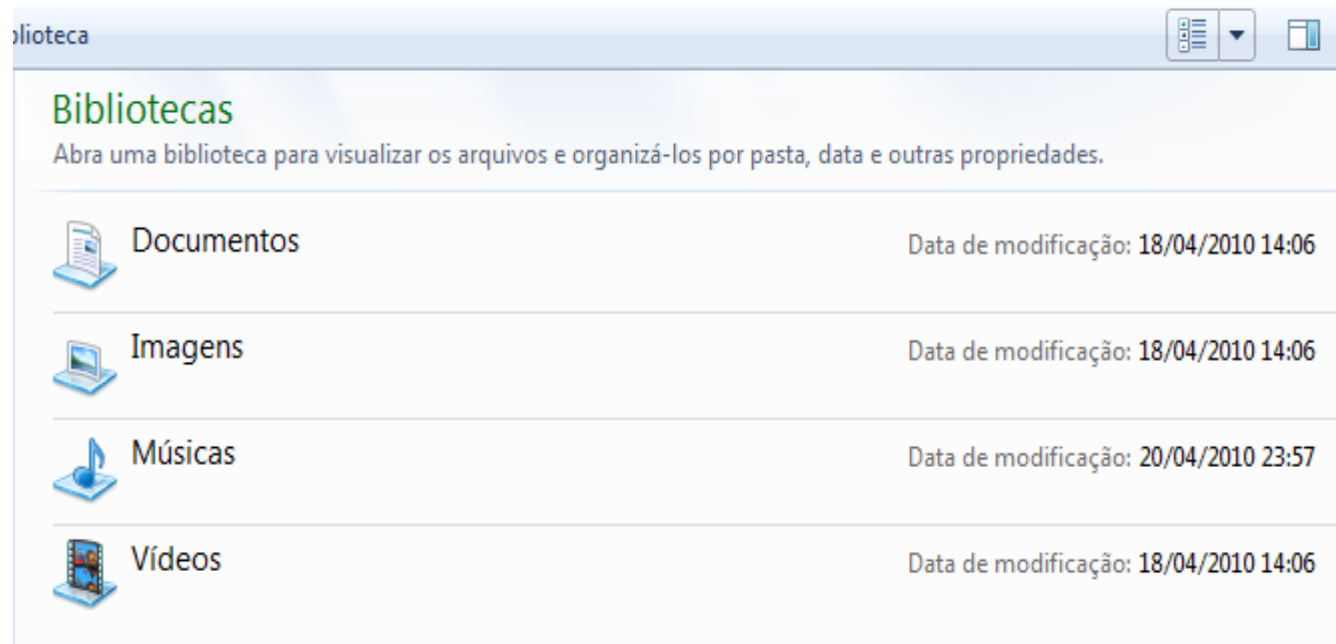 blioteca
Bibliotecas
Abra uma biblioteca para visualizar os arquivos e organizá-los por pasta, data e outras propriedades.
Documentos Data de modificação: 18/04/2010 14:06
Imagens Data de modificação: 18/04/2010 14:06
Músicas Data de modificação: 20/04/2010 23:57
Vídeos Data de modificação: 18/04/2010 14:06